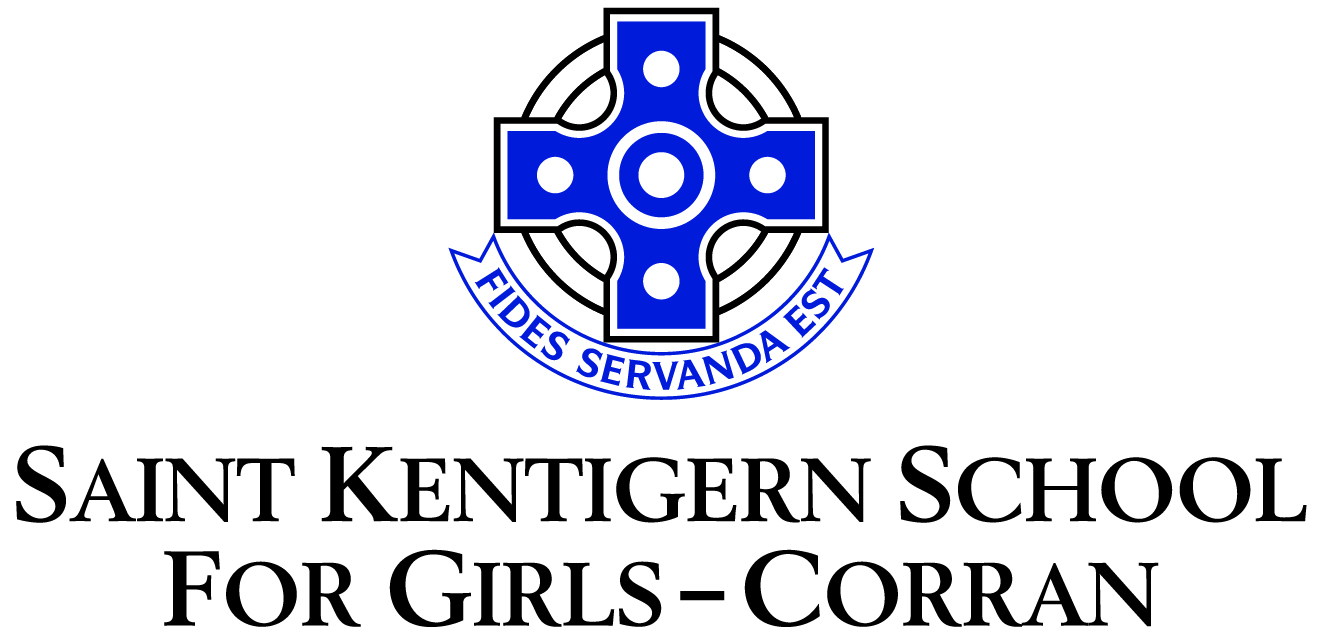 FIDES SERVANDA EST
SAINT KENTIGERN SCHOOL
FOR GIRLS – CORRAN